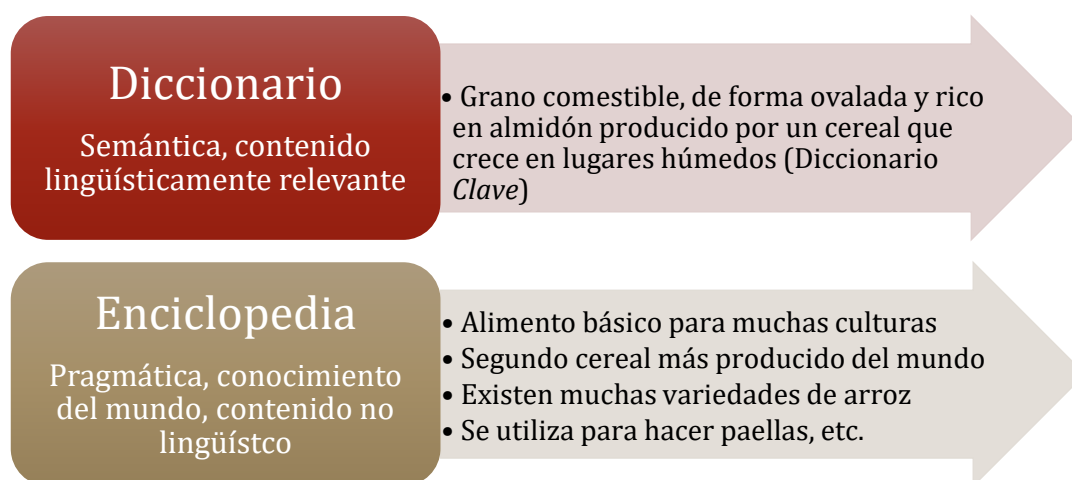 Diccionario
Semántica, contenido
lingüísticamente relevante
• Grano comestible, de forma ovalada y rico
en almidón producido por un cereal que
crece en lugares húmedos (Diccionario
Clave)
Enciclopedia
Pragmática, conocimiento
del mundo, contenido no
lingüístco
• Alimento básico para muchas culturas
• Segundo cereal más producido del mundo
• Existen muchas variedades de arroz
• Se utiliza para hacer paellas, etc.